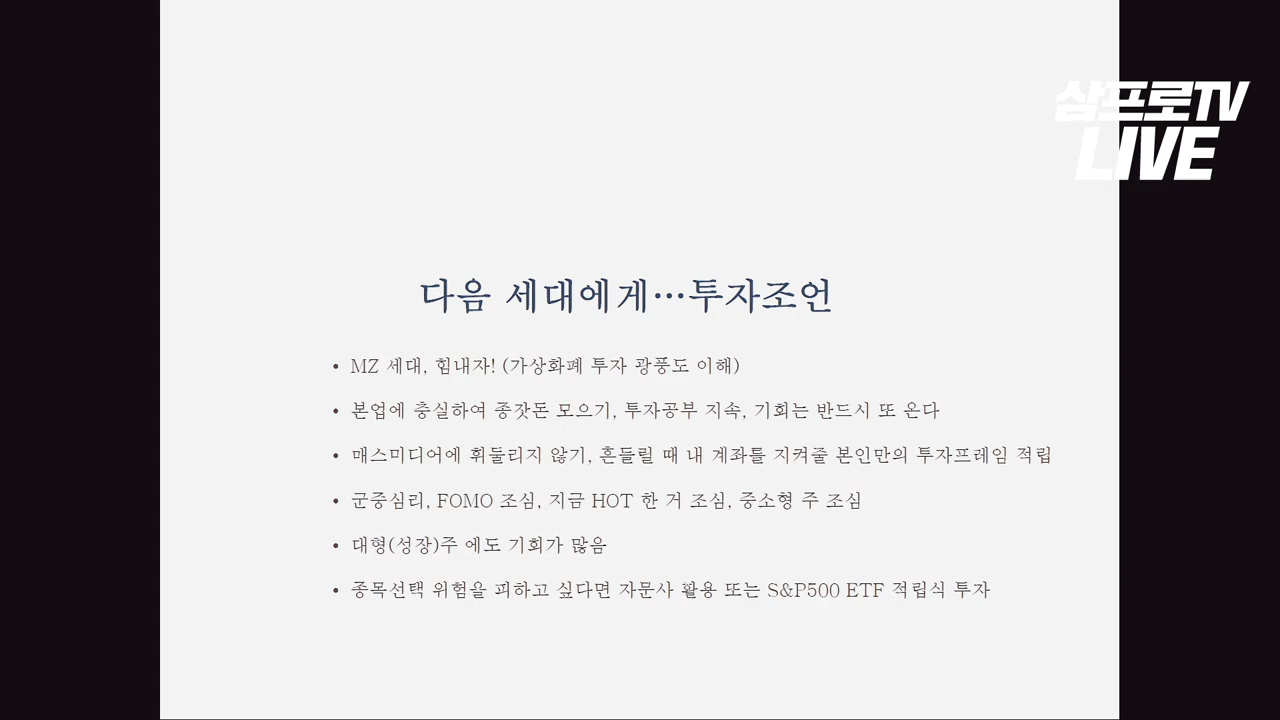 삼프로TV
LIVE
다음 세대에게…투자조언
• MZ 세대, 힘내자! (가상화폐 투자 광풍도 이해)
• 본업에 충실하여 종잣돈 모으기, 투자공부 지속, 기회는 반드시 또 온다
• 매스미디어에 휘둘리지 않기, 흔들릴 때 내 계좌를 지켜줄 본인만의 투자프레임 적립
• 군중심리, FOMO 조심, 지금 HOT 한 거 조심, 중소형 주 조심
• 대형(성장)주 에도 기회가 많음
• 종목선택 위험을 피하고 싶다면 자문사 활용 또는 S&P500 ETF 적립식 투자